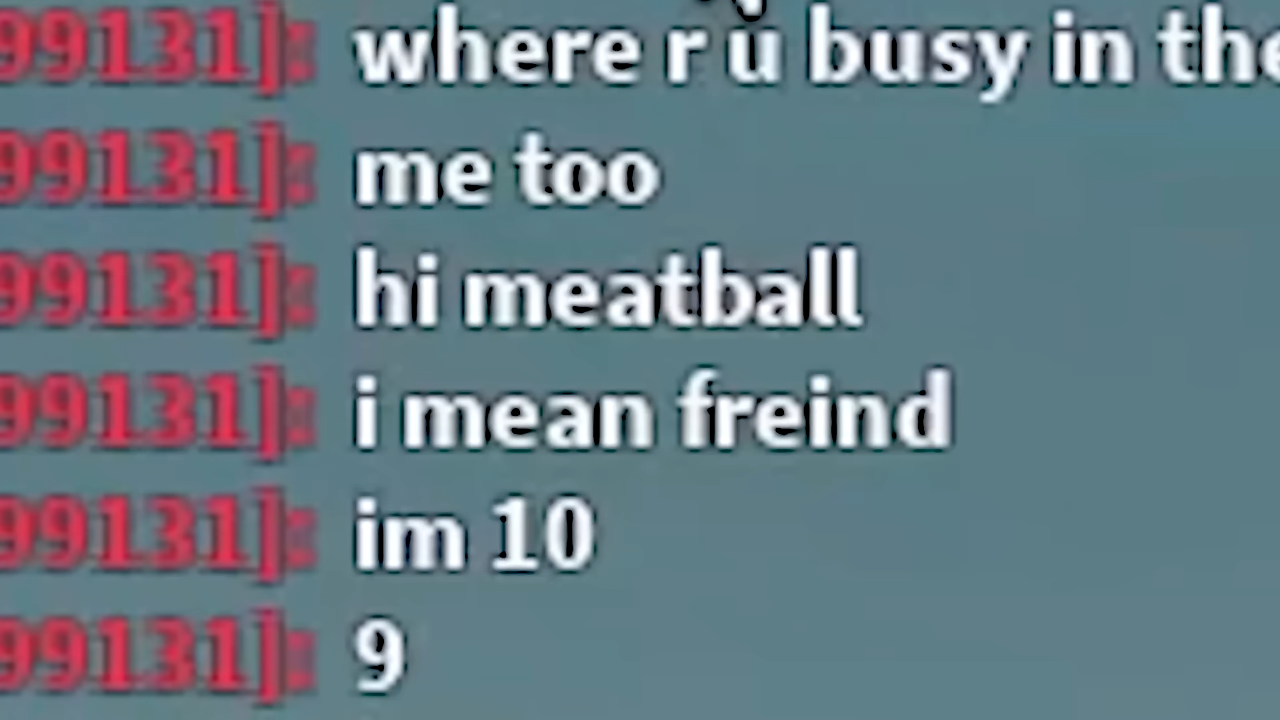 99131]: where r u busy in the
99131]: me too
99131]: hi meatball
99131]: i mean freind
99131]: im 10
99131]: 9